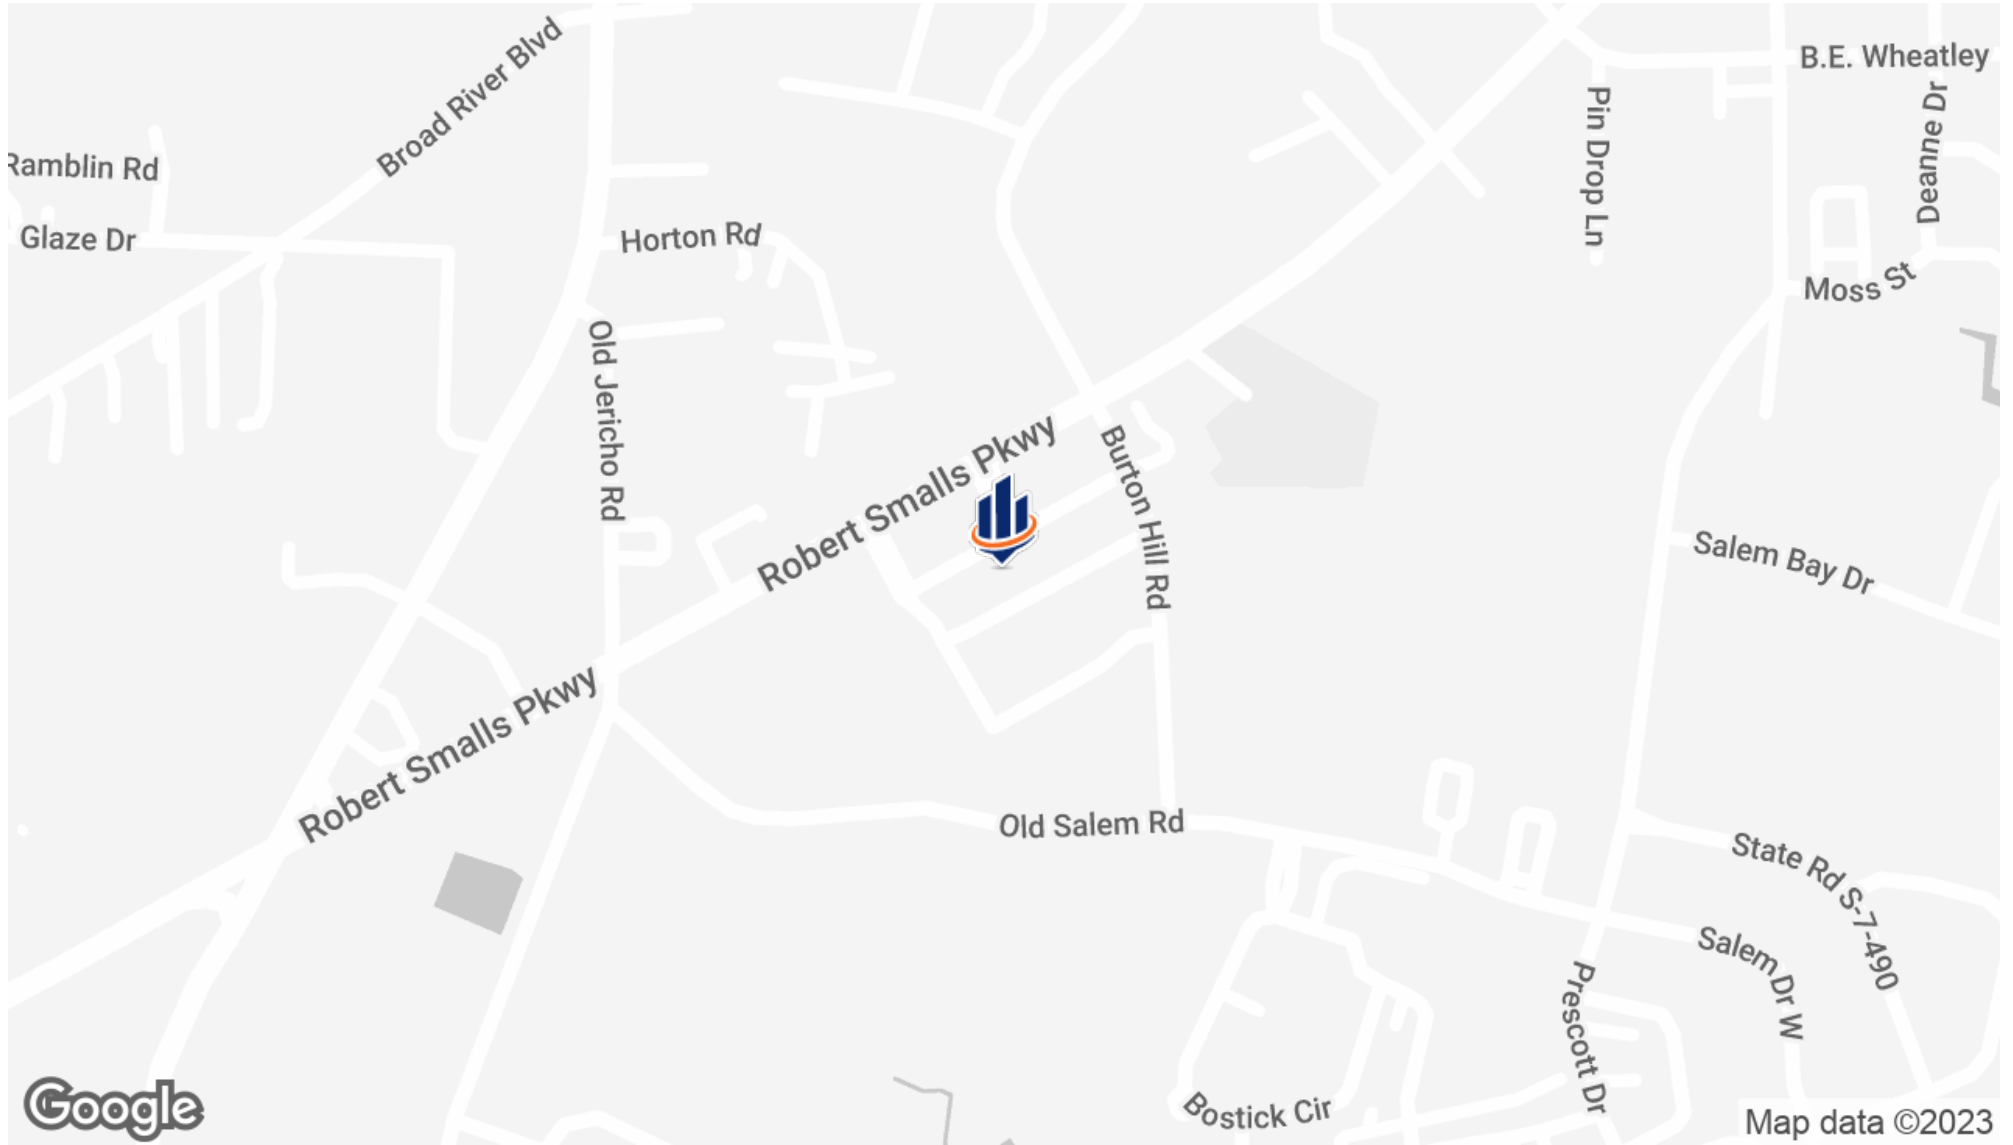 B.E. Wheatley
Broad River Blvd
Pin Drop Ln
Deanne Dr
Ramblin Rd
Glaze Dr
Horton Rd
Moss St
Old Jericho Rd
Robert Smalls Pkwy
Burton Hill Rd
Salem Bay Dr
Robert Smalls Pkwy
Old Salem Rd
State Rd S-7-490
Salem Dr W
Prescott Dr
Bostick Cir
Google
Map data ©2023